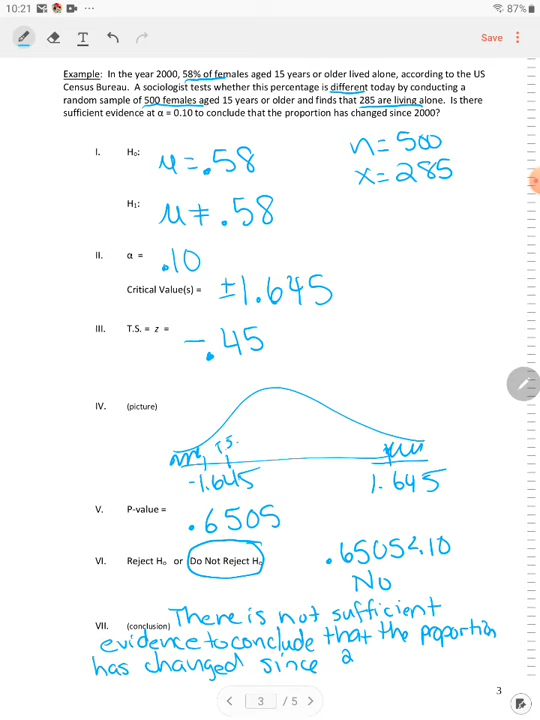 10:21
87%
Save
Example: In the year 2000, 58% of females aged 15 years or older lived alone, according to the US
Census Bureau. A sociologist tests whether this percentage is different today by conducting a
random sample of 500 females aged 15 years or older and finds that 285 are living alone. Is there
sufficient evidence at α = 0.10 to conclude that the proportion has changed since 2000?
n=500
x=285
I. H₀: μ=.58
H₁: μ≠.58
II. α = .10
Critical Value(s) = ±1.645
III. T.S. = z = -.45
IV. (picture)
T.S.
-1.645 1.645
V. P-value = .6505
VI. Reject H₀ or Do Not Reject H₀
.6505<.10
No
VII. (conclusion) There is not sufficient
evidence to conclude that the proportion
has changed since 2
3
3 / 5